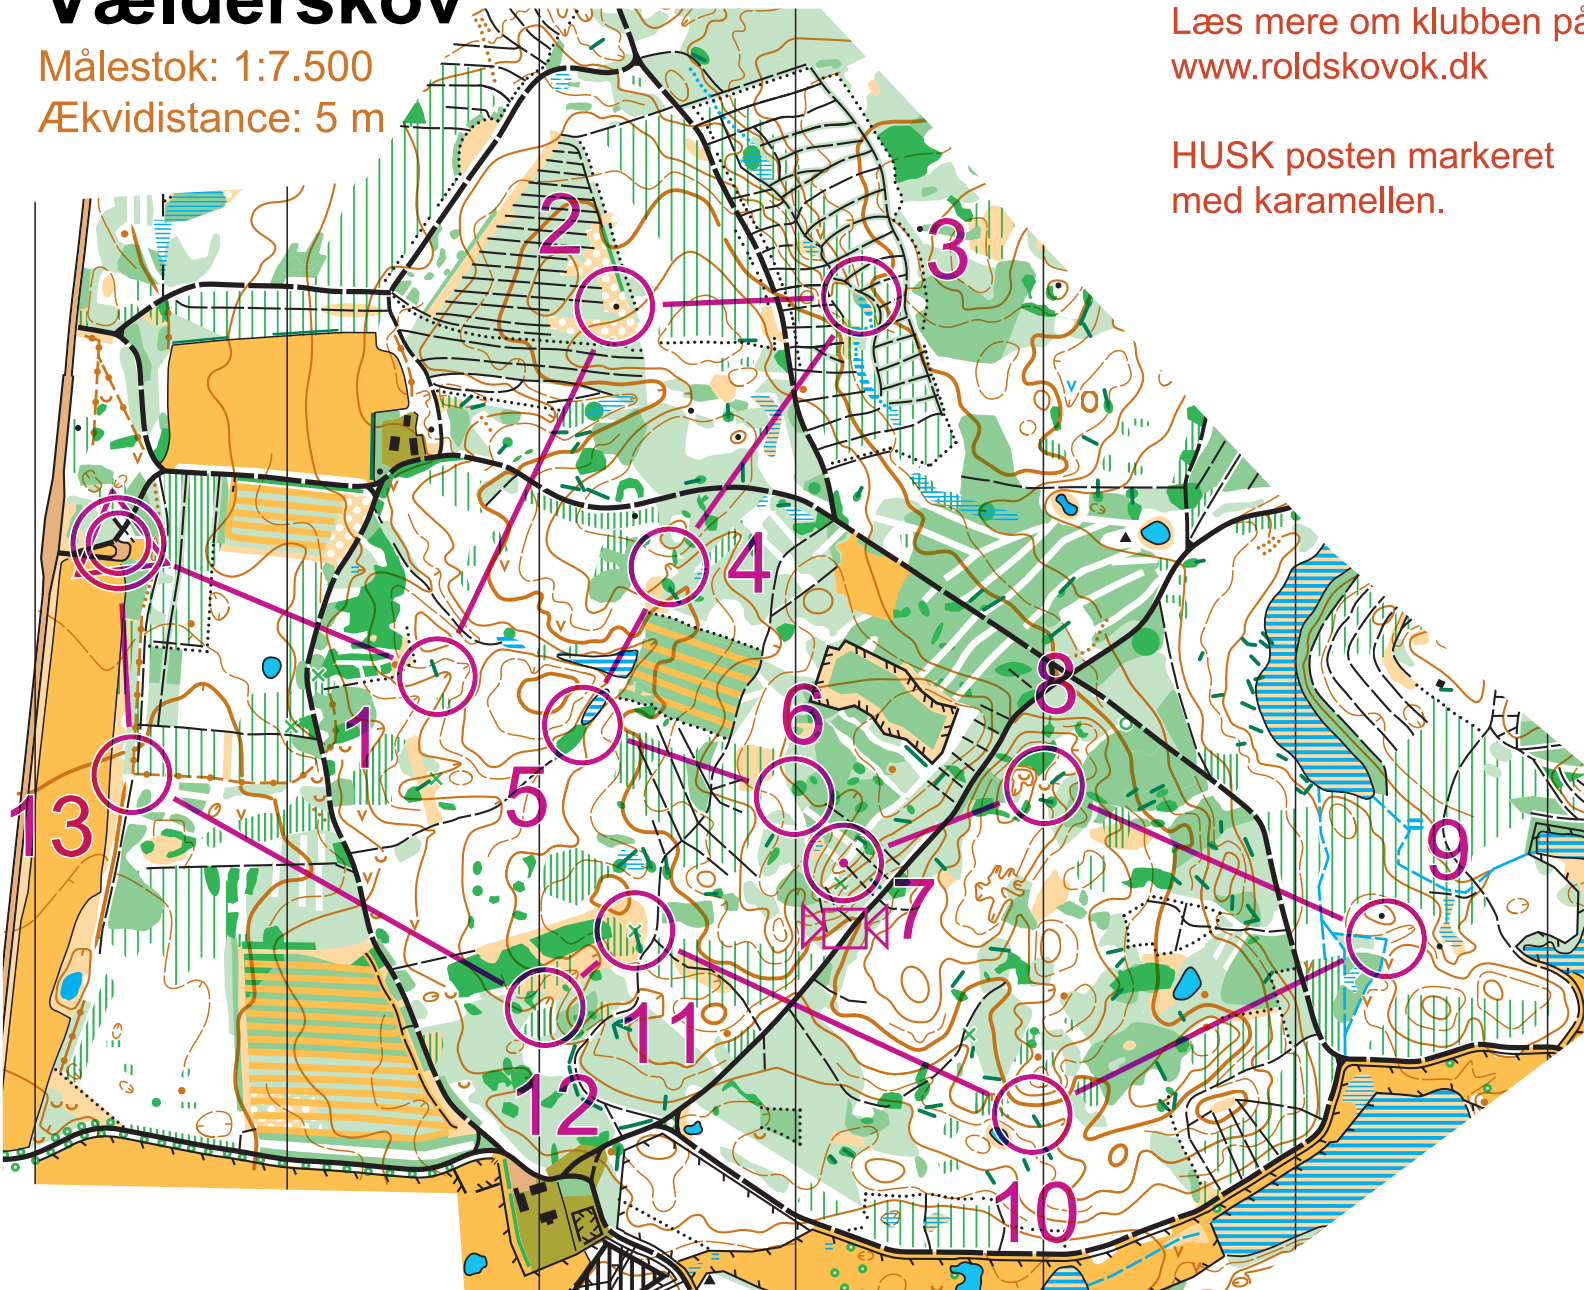 Vælderskov
Målestok: 1:7.500
Ækvidistance: 5 m
Læs mere om klubben på
www.roldskovok.dk
HUSK posten markeret
med karamellen.
2
3
4
1
8
6
5
13
9
7
11
12
10